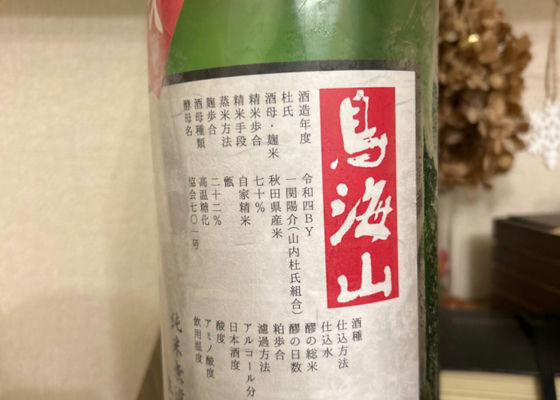 鳥海山
酒造年度 令和四BY
杜氏 一関陽介(山内杜氏組合)
酒母・麹米 秋田県産米
精米歩合 七十%
精米手段 自家精米
蒸米方法 甑
麹歩合 二十二%
酒母種類 高温糖化
酵母名 協会七〇一号
酒種
仕込方法
仕込水
醪の総米
醪の日数
粕歩合
濾過方法
アルコール分
日本酒度
酸度
アミノ酸度
飲用温度
純米